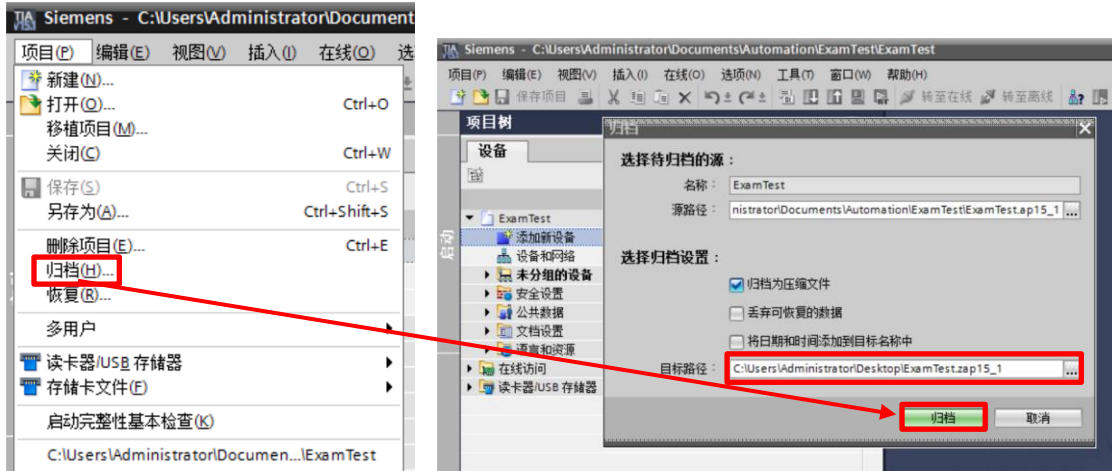 Siemens - C:\Users\Administrator\Document
项目(P) 编辑(E) 视图(V) 插入(I) 在线(O) 选
新建(N)...
打开(O)... Ctrl+O
移植项目(M)...
关闭(C) Ctrl+W
保存(S) Ctrl+S
另存为(A)... Ctrl+Shift+S
删除项目(E)... Ctrl+E
归档(H)...
恢复(R)...
多用户
读卡器/USB 存储器
存储卡文件(F)
启动完整性基本检查(K)
C:\Users\Administrator\Documen...\ExamTest
Siemens - C:\Users\Administrator\Documents\Automation\ExamTest\ExamTest
项目(P) 编辑(E) 视图(V) 插入(I) 在线(O) 选项(N) 工具(T) 窗口(W) 帮助(H)
保存项目 转至在线 转至离线
项目树
设备
启动
ExamTest
添加新设备
设备和网络
未分组的设备
安全设置
公共数据
文档设置
语言和资源
在线访问
读卡器/USB 存储器
归档
选择待归档的源：
名称： ExamTest
源路径： nistrator\Documents\Automation\ExamTest\ExamTest.ap15_1 ...
选择归档设置：
归档为压缩文件
丢弃可恢复的数据
将日期和时间添加到目标名称中
目标路径： C:\Users\Administrator\Desktop\ExamTest.zap15_1 ...
归档 取消